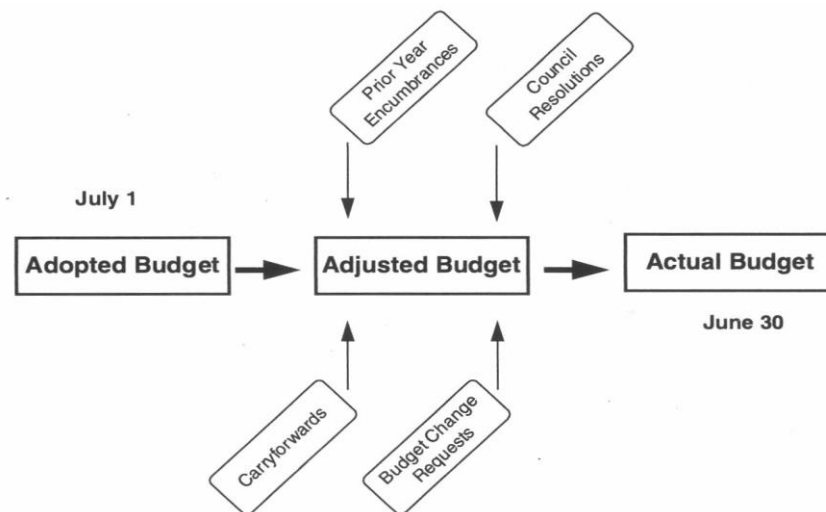 Prior Year
Encumbrances
Council
Resolutions
July 1
Adopted Budget
Adjusted Budget
Actual Budget
June 30
Carryforwards
Budget Change
Requests